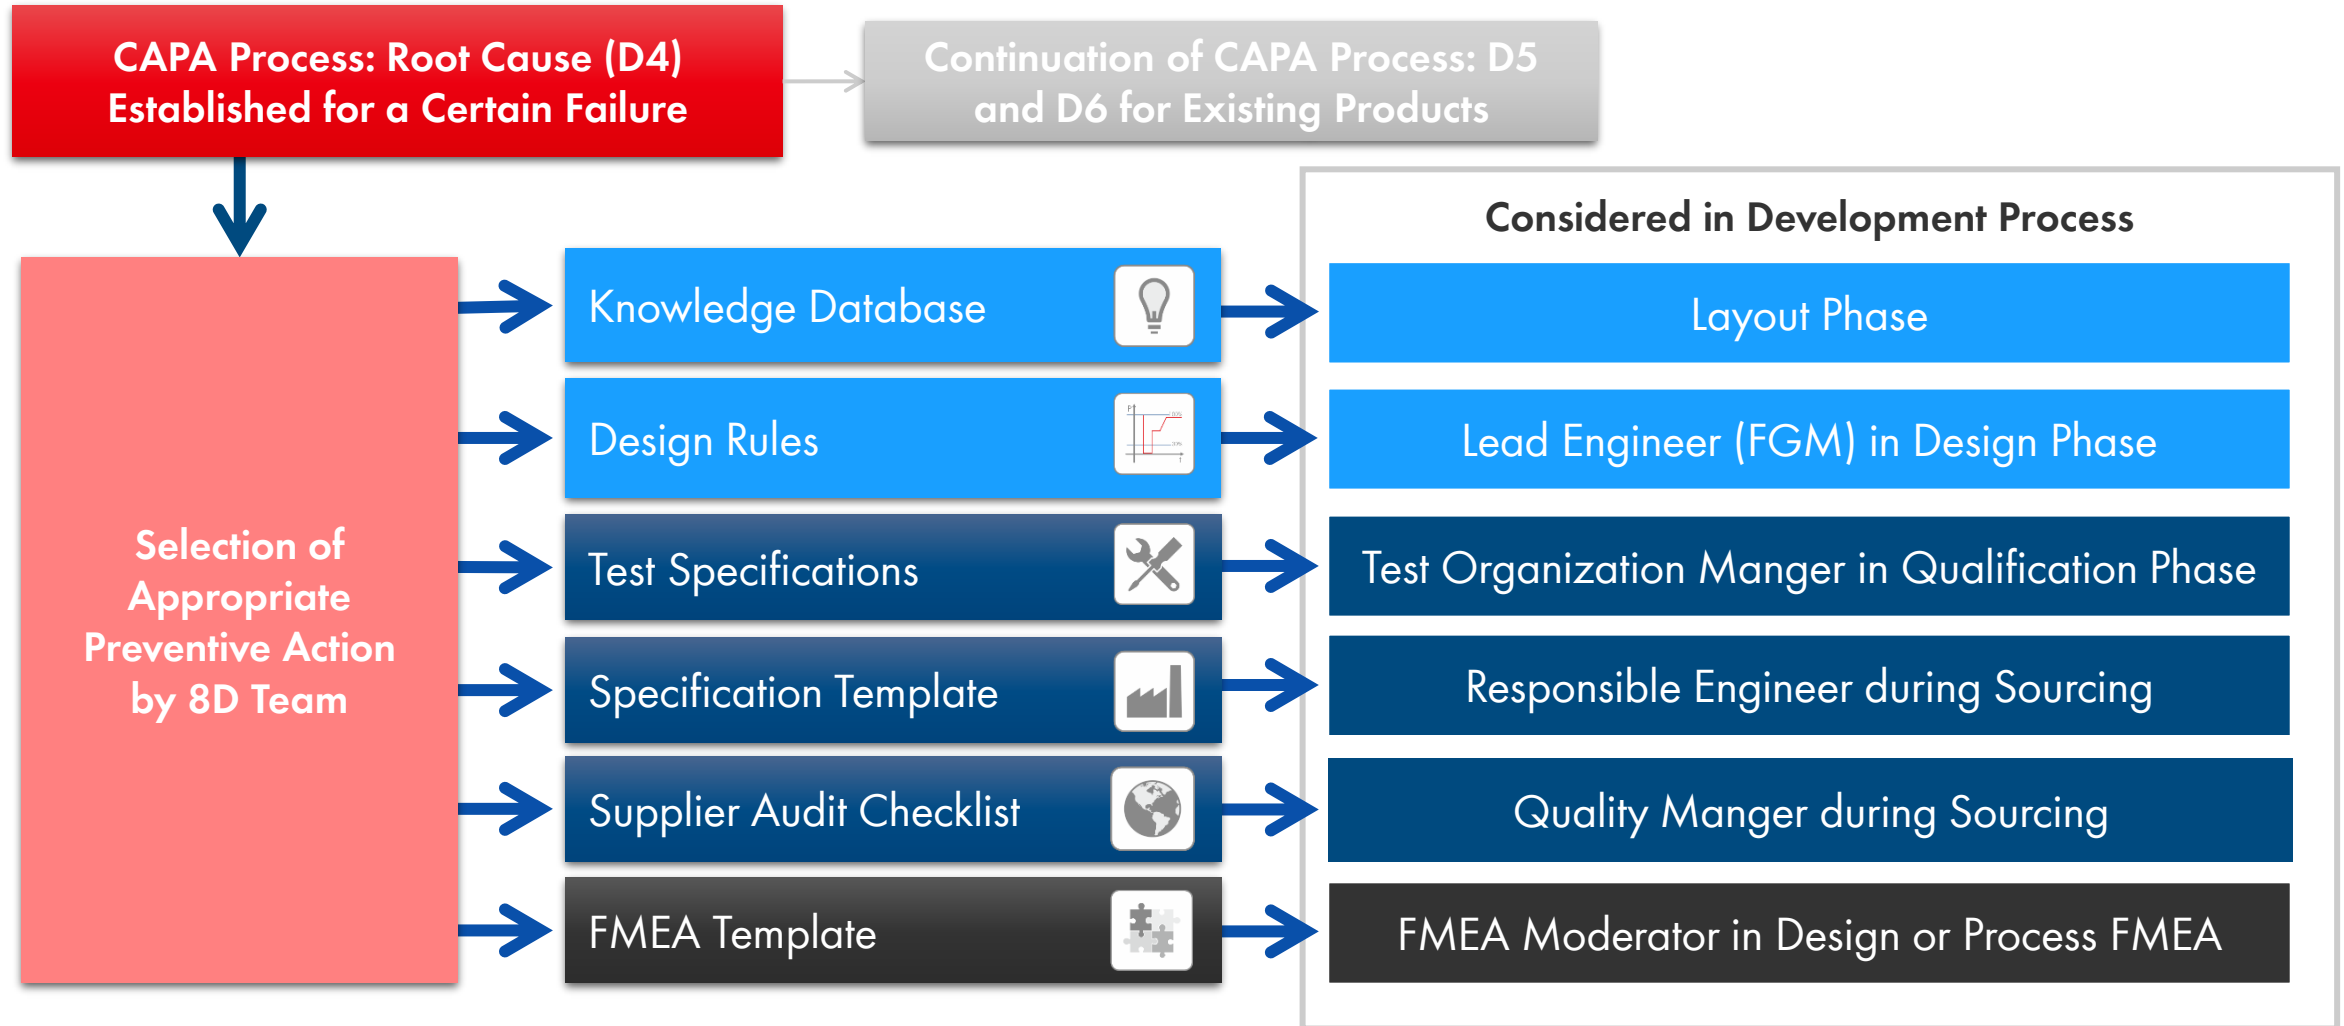 CAPA Process: Root Cause (D4)
Established for a Certain Failure
Continuation of CAPA Process: D5
and D6 for Existing Products
Considered in Development Process
Selection of
Appropriate
Preventive Action
by 8D Team
Knowledge Database
Layout Phase
Design Rules
Lead Engineer (FGM) in Design Phase
Test Specifications
Test Organization Manger in Qualification Phase
Specification Template
Responsible Engineer during Sourcing
Supplier Audit Checklist
Quality Manger during Sourcing
FMEA Template
FMEA Moderator in Design or Process FMEA